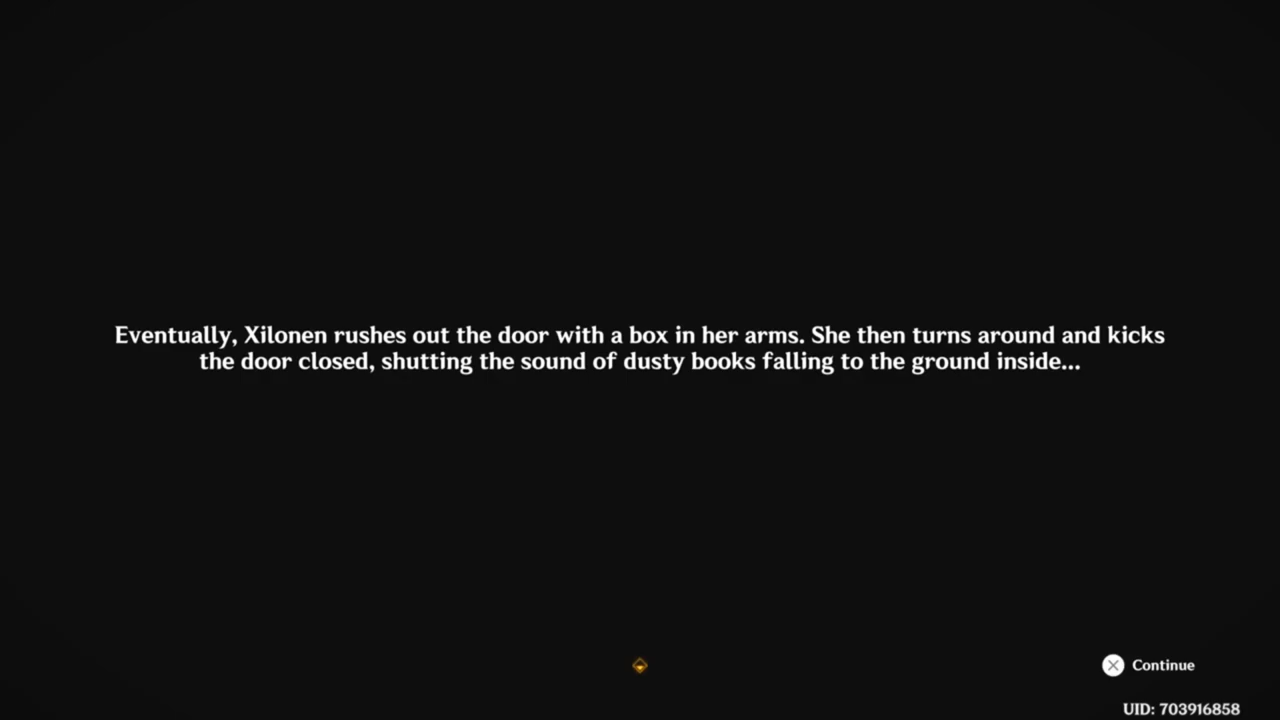 Eventually, Xilonen rushes out the door with a box in her arms. She then turns around and kicks
the door closed, shutting the sound of dusty books falling to the ground inside...
Continue
UID: 703916858